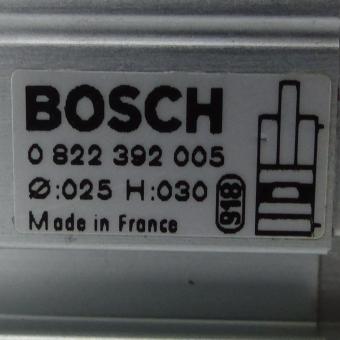 BOSCH
0 822 392 005
Ø:025 H:030 918
Made in France